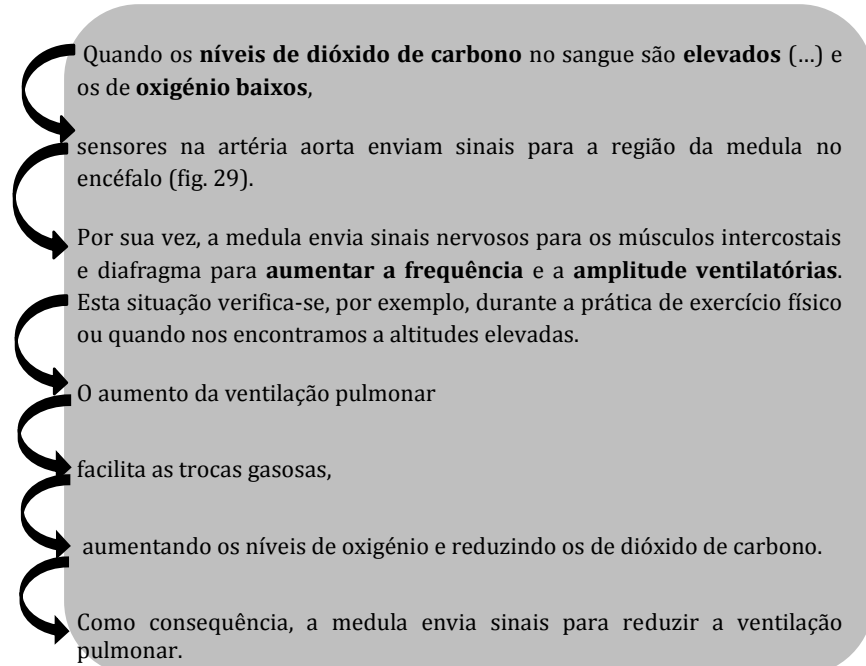 Quando os níveis de dióxido de carbono no sangue são elevados (...) e
os de oxigénio baixos,
sensores na artéria aorta enviam sinais para a região da medula no
encéfalo (fig. 29).
Por sua vez, a medula envia sinais nervosos para os músculos intercostais
e diafragma para aumentar a frequência e a amplitude ventilatórias.
Esta situação verifica-se, por exemplo, durante a prática de exercício físico
ou quando nos encontramos a altitudes elevadas.
O aumento da ventilação pulmonar
facilita as trocas gasosas,
aumentando os níveis de oxigénio e reduzindo os de dióxido de carbono.
Como consequência, a medula envia sinais para reduzir a ventilação
pulmonar.